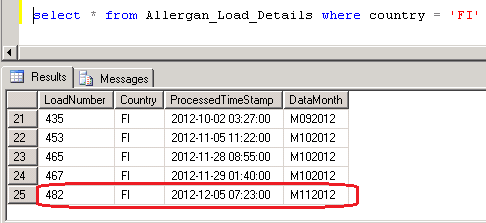 select * from Allergan_Load_Details where country = 'FI'
Results Messages
LoadNumber Country ProcessedTimeStamp DataMonth
21 435 FI 2012-10-02 03:27:00 M092012
22 453 FI 2012-11-05 11:22:00 M102012
23 465 FI 2012-11-28 08:55:00 M102012
24 467 FI 2012-11-29 01:40:00 M102012
25 482 FI 2012-12-05 07:23:00 M112012